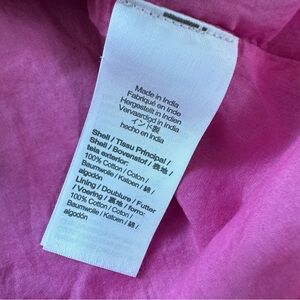 Made in India
Fabriqué en Inde
Hergestellt in Indien
Vervaardigd in India
インド製
hecho en india
Shell / Tissu Principal /
Shell / Bovenstof / 表地 /
tela exterior:
100% Cotton / Coton /
Baumwolle / Katoen / 綿 /
algodón
Lining / Doublure / Futter
/ Voering / 裏地 / forro:
100% Cotton / Coton /
Baumwolle / Katoen / 綿 /
algodón